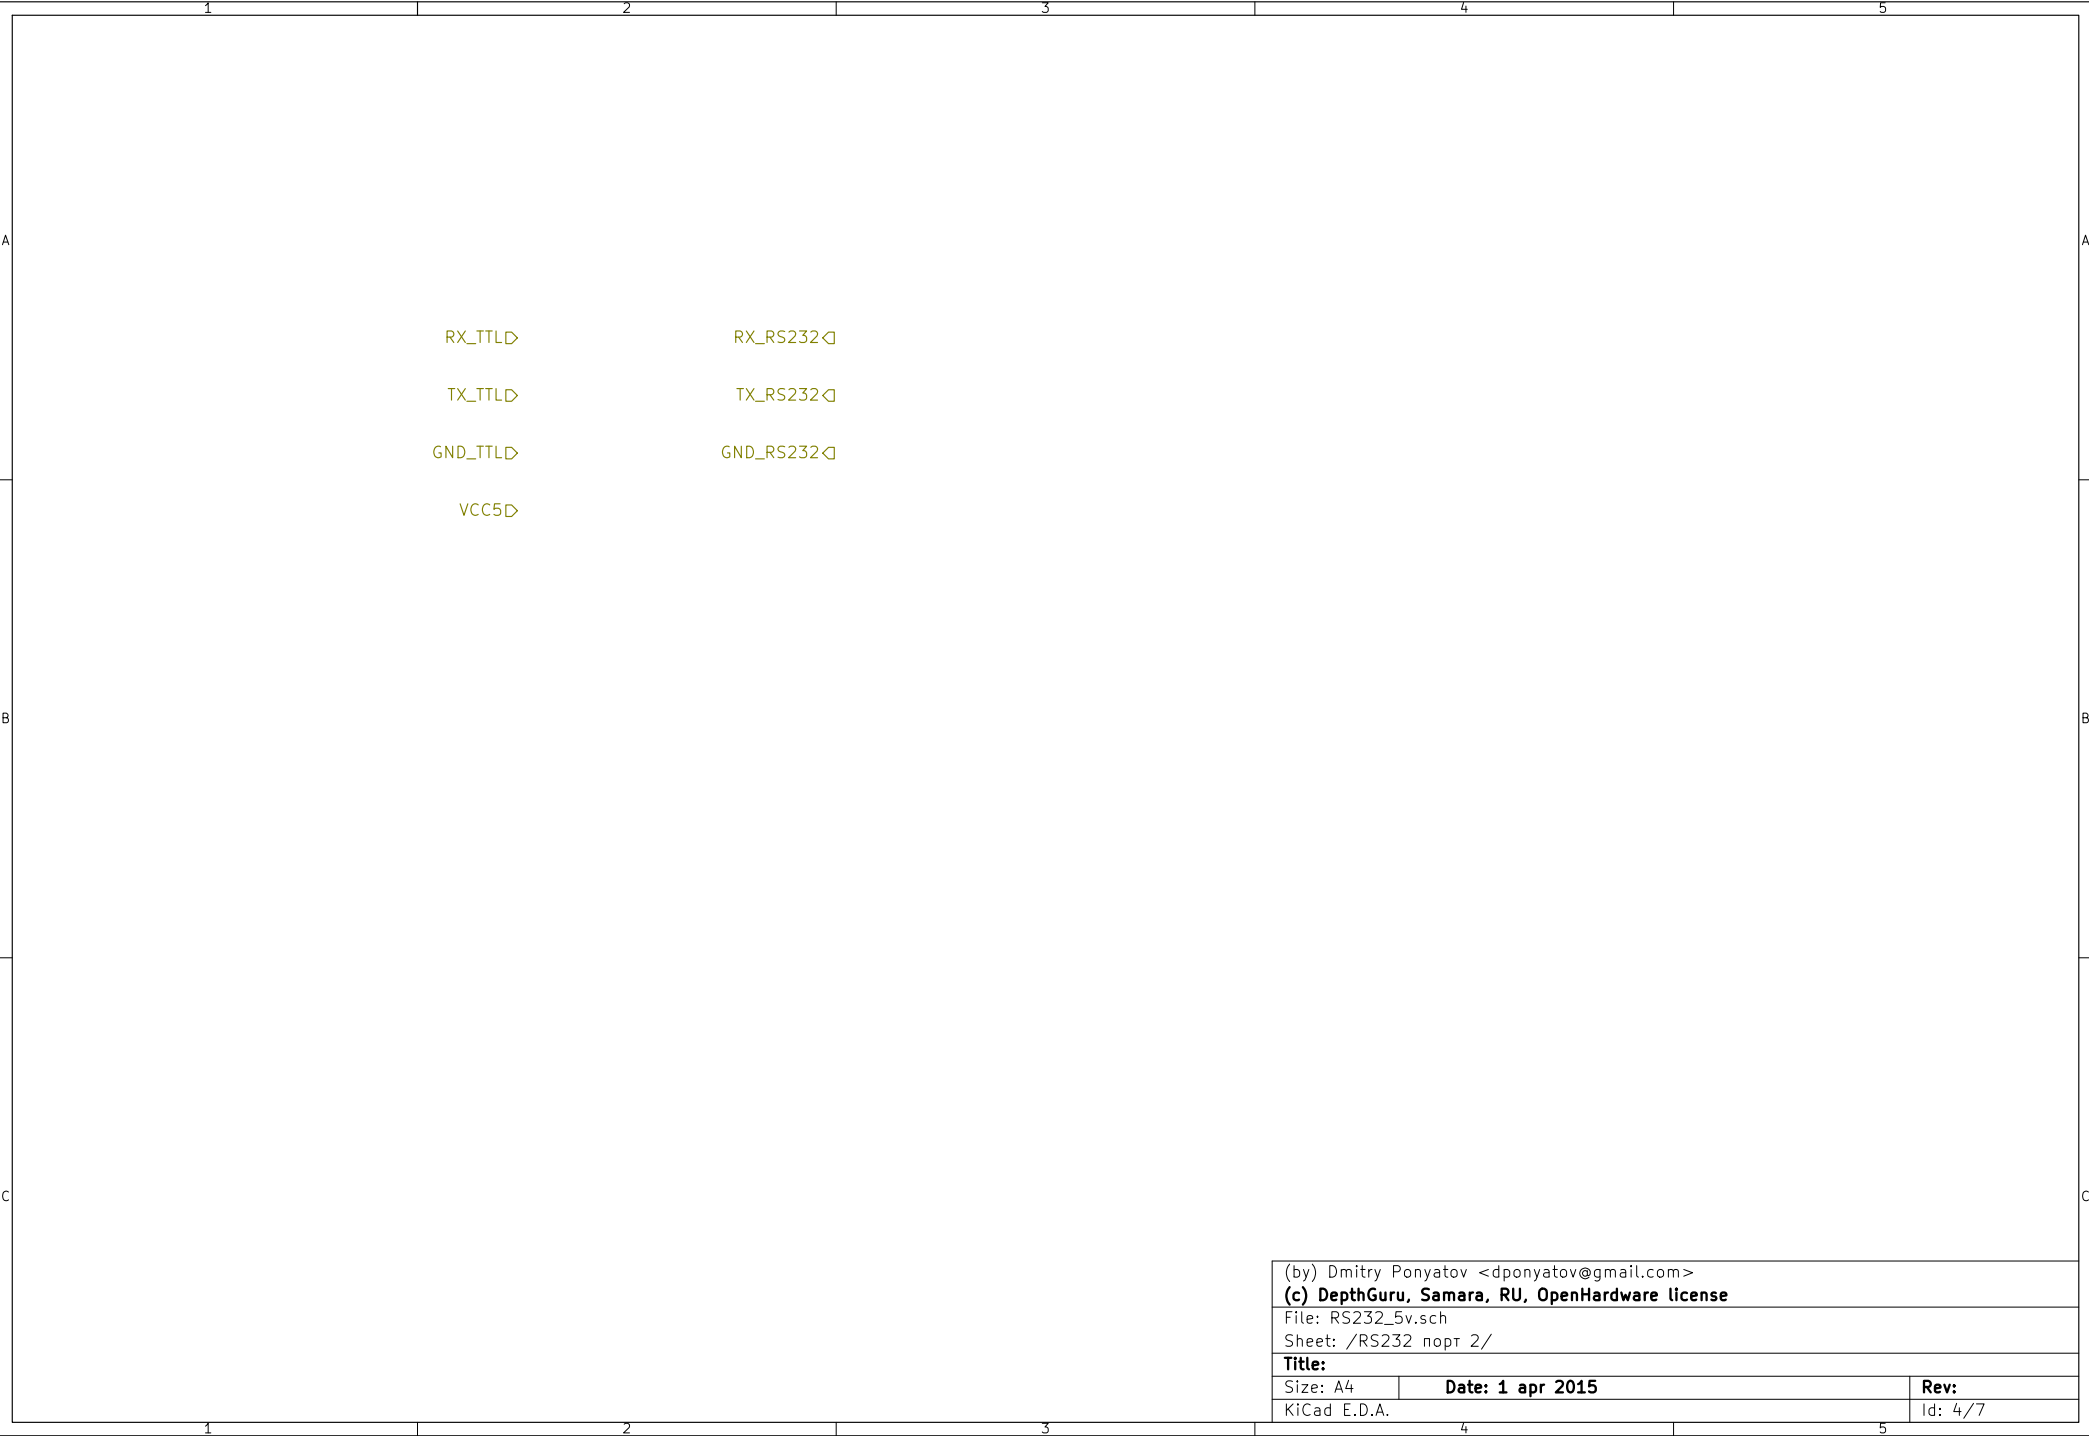 1 2 3 4 5
A A
RX_TTL RX_RS232
TX_TTL TX_RS232
GND_TTL GND_RS232
VCC5
B B
C C
(by) Dmitry Ponyatov <dponyatov@gmail.com>
(c) DepthGuru, Samara, RU, OpenHardware license
File: RS232_5v.sch
Sheet: /RS232 порт 2/
Title:
Size: A4 Date: 1 apr 2015 Rev:
KiCad E.D.A. Id: 4/7
1 2 3 4 5